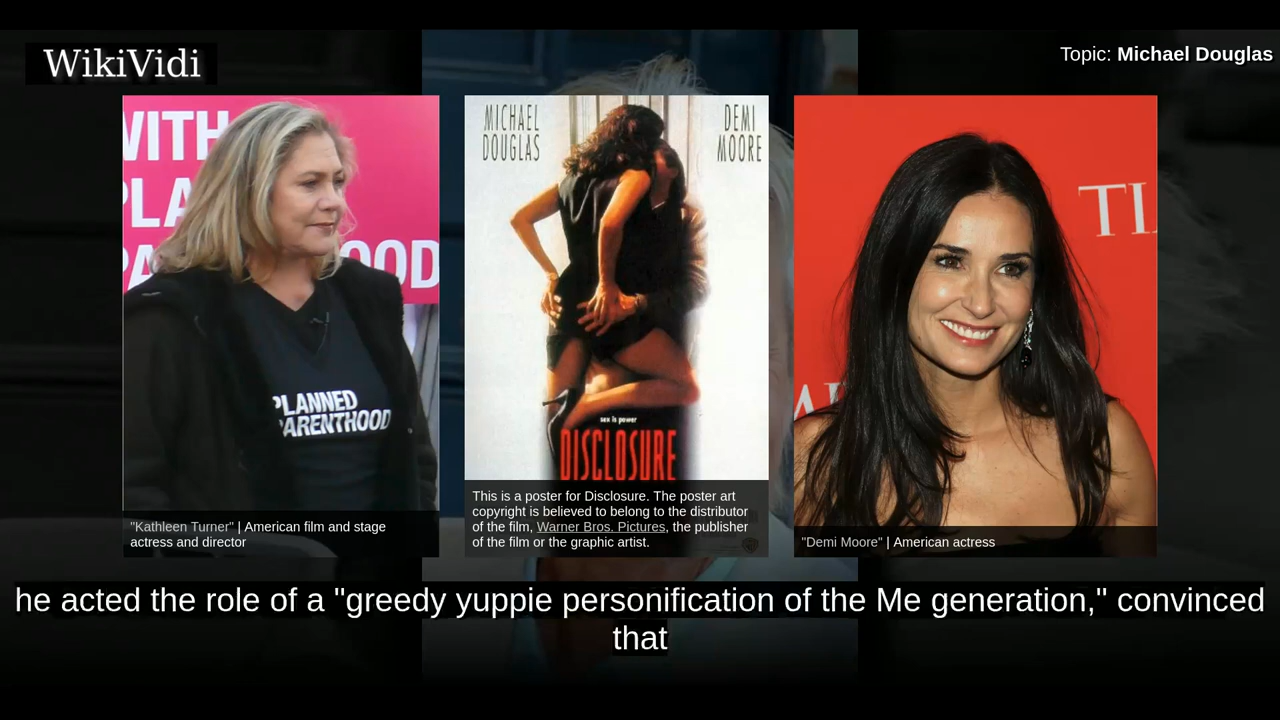 WikiVidi
Topic: Michael Douglas
WITH
PLA
PA
HOOD
PLANNED
PARENTHOOD
"Kathleen Turner" | American film and stage
actress and director
MICHAEL
DOUGLAS
DEMI
MOORE
sex is power
DISCLOSURE
This is a poster for Disclosure. The poster art
copyright is believed to belong to the distributor
of the film, Warner Bros. Pictures, the publisher
of the film or the graphic artist.
TI
"Demi Moore" | American actress
he acted the role of a "greedy yuppie personification of the Me generation," convinced
that